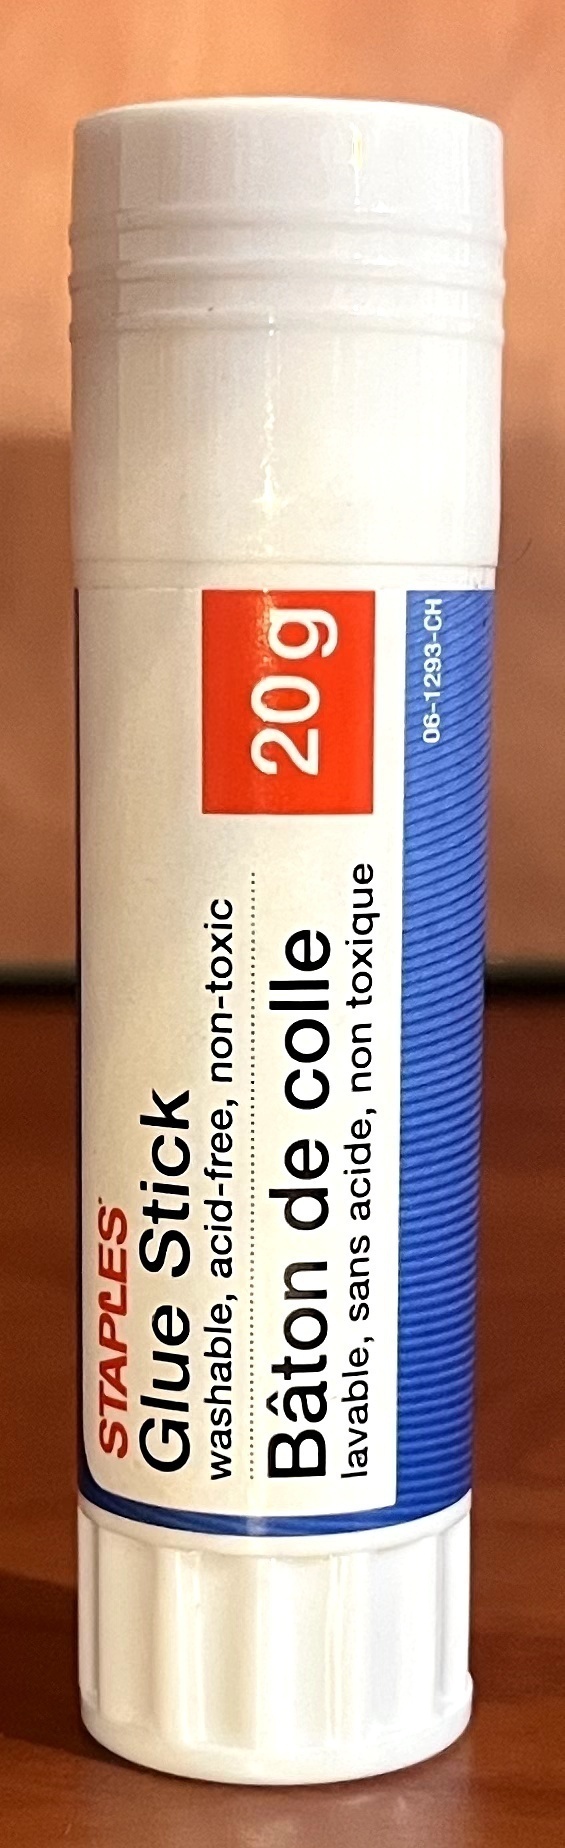 STAPLES
Glue Stick
washable, acid-free, non-toxic
Bâton de colle
lavable, sans acide, non toxique
20 g
06-1293-CH